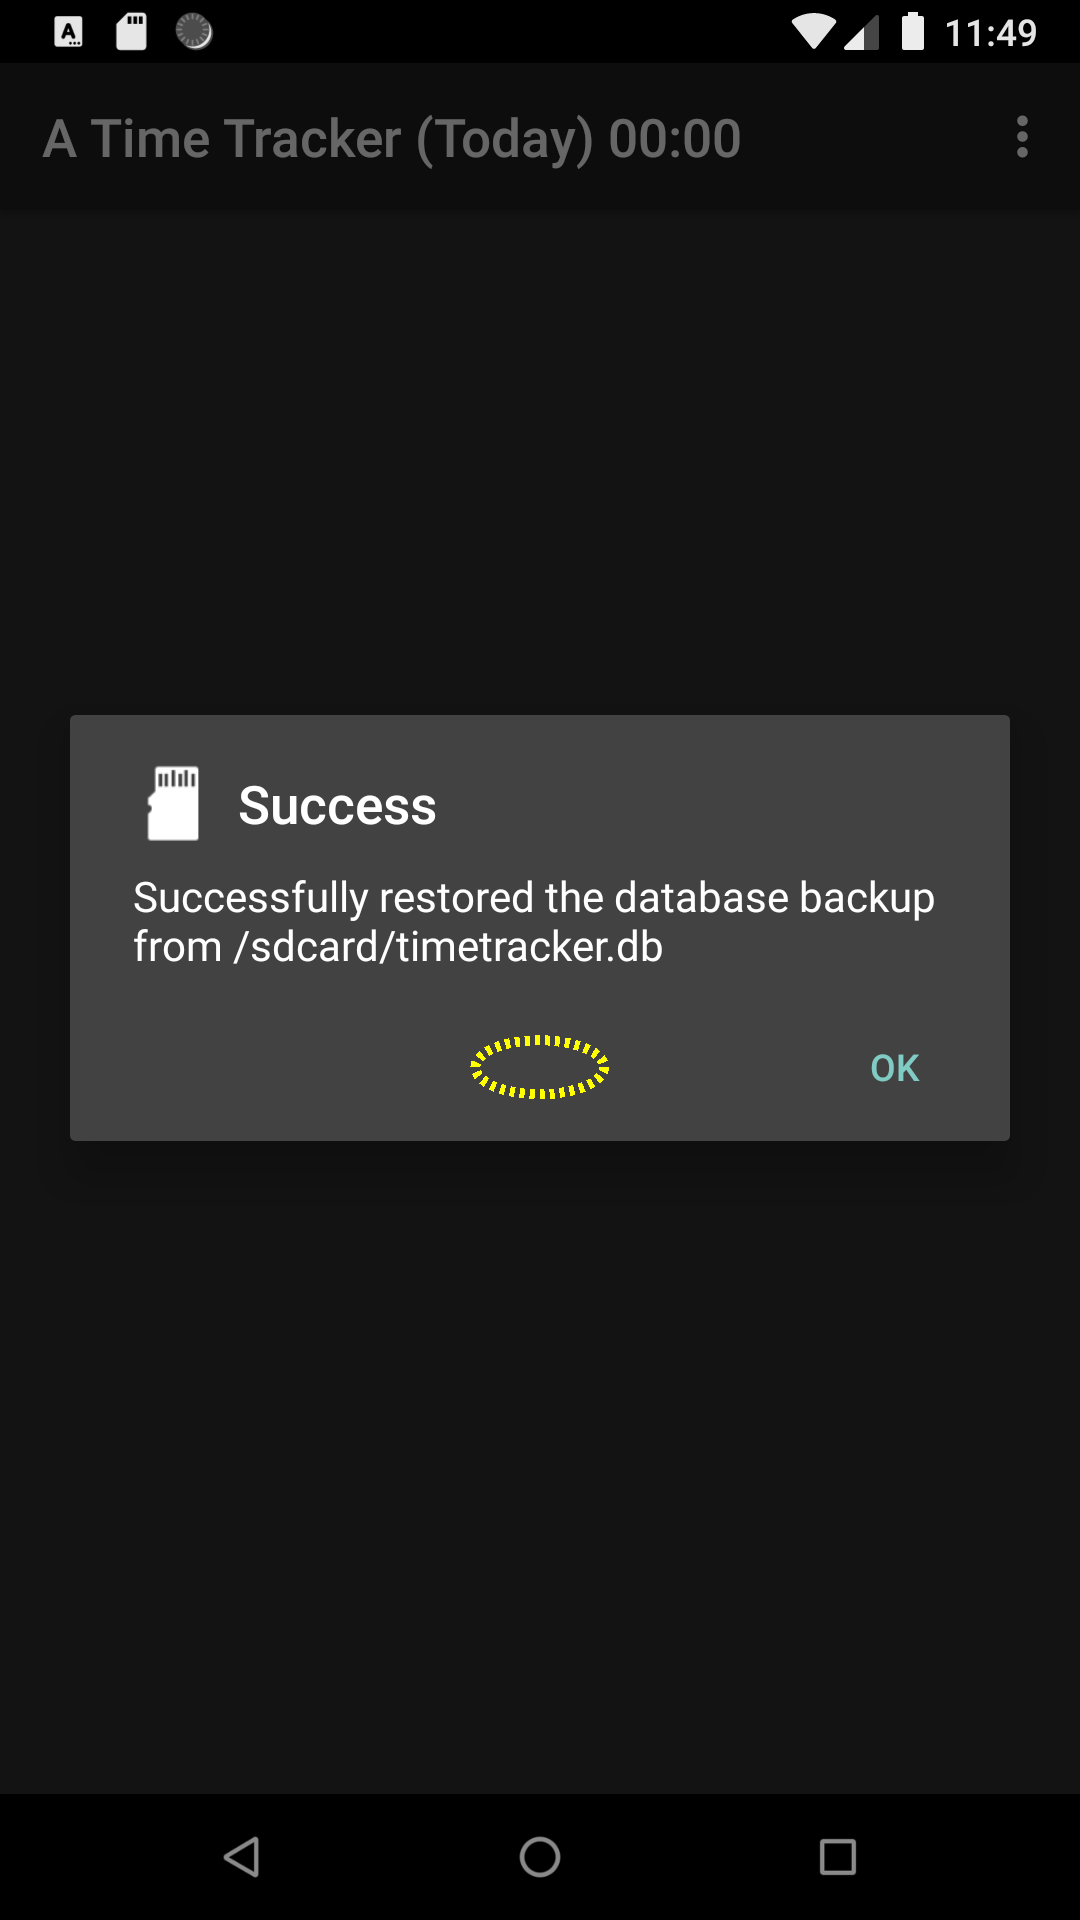 11:49
A Time Tracker (Today) 00:00
Success
Successfully restored the database backup
from /sdcard/timetracker.db
OK